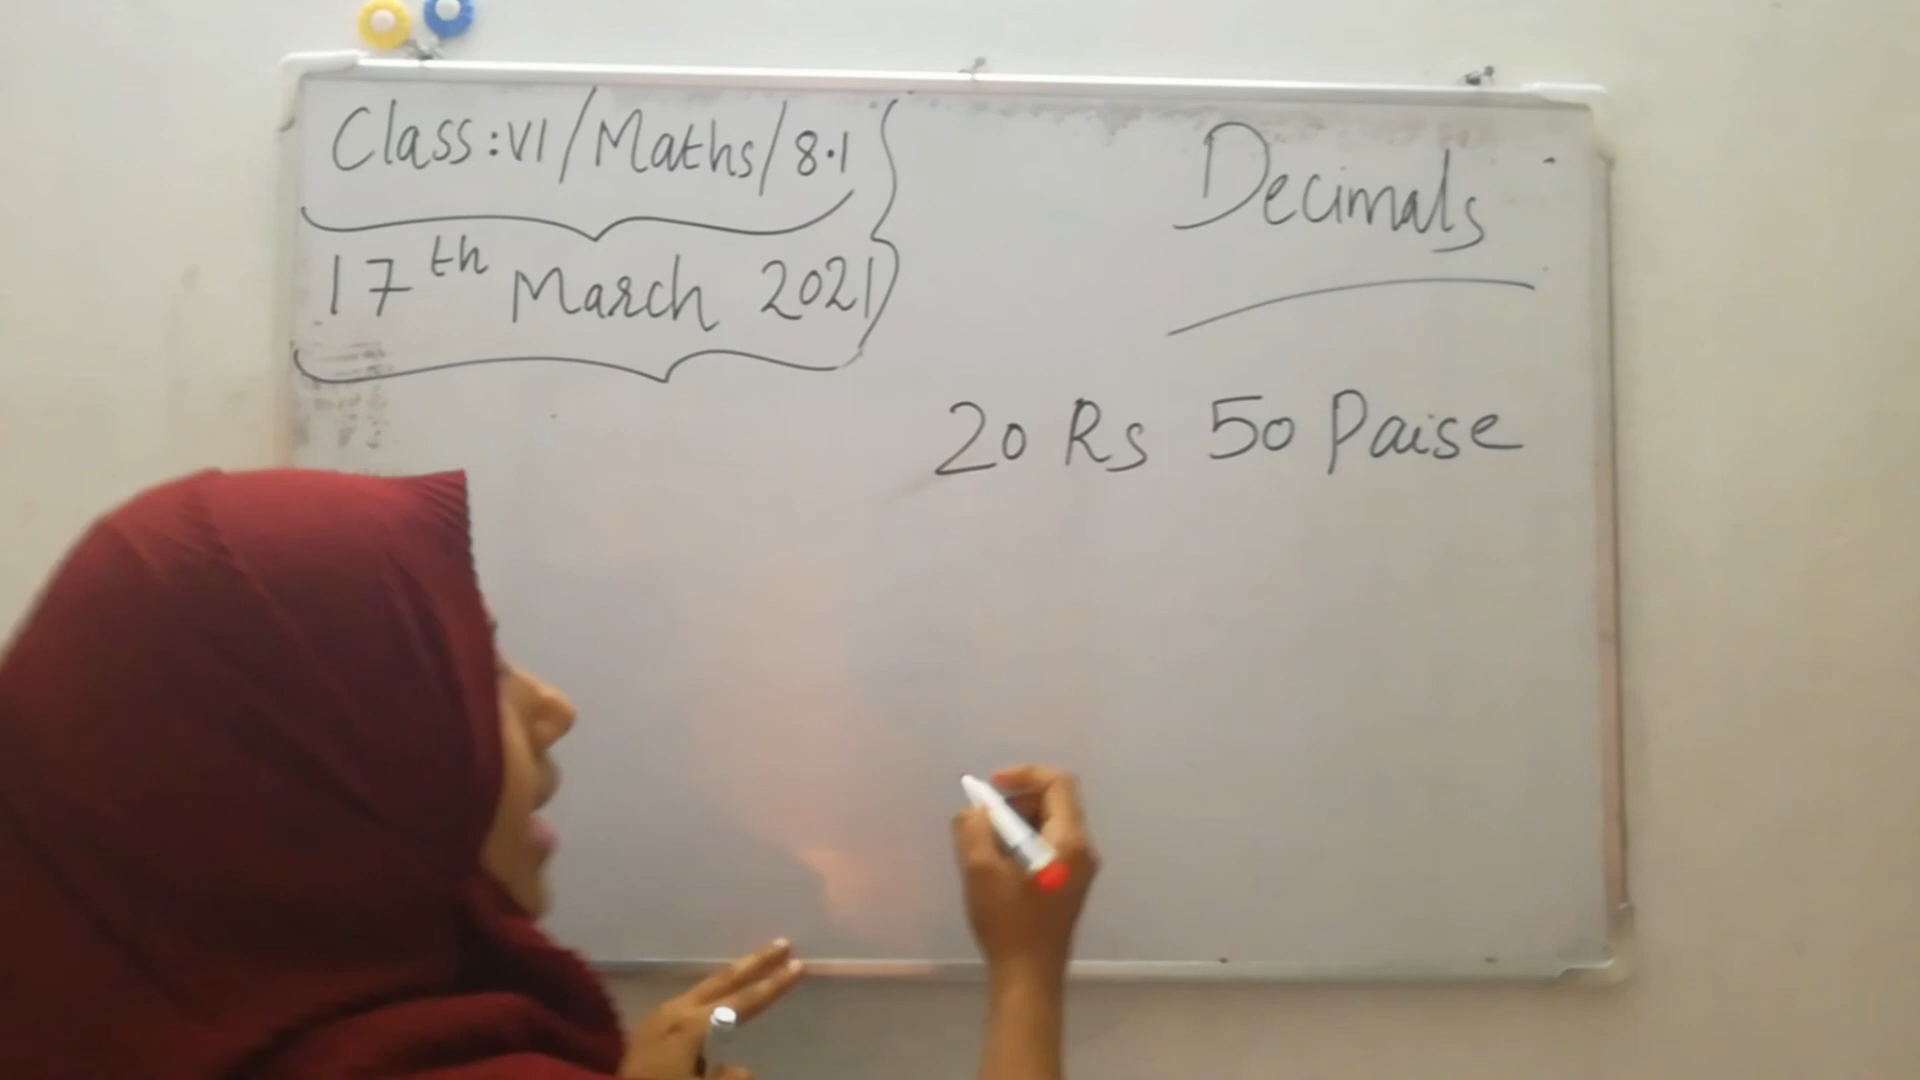 Class:VI/Maths/8.1
17th March 2021
Decimals
20 Rs 50 Paise